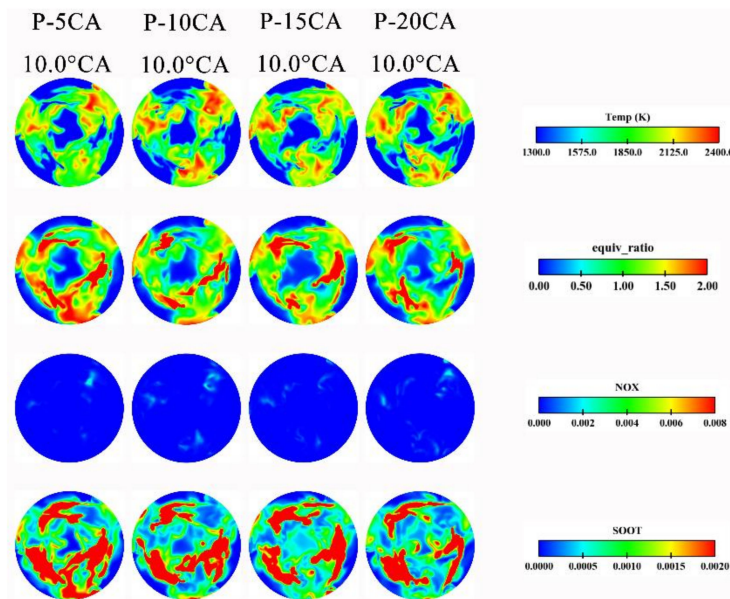 P-5CA P-10CA P-15CA P-20CA
10.0°CA 10.0°CA 10.0°CA 10.0°CA
Temp (K)
1300.0 1575.0 1850.0 2125.0 2400.0
equiv_ratio
0.00 0.50 1.00 1.50 2.00
NOX
0.000 0.002 0.004 0.006 0.008
SOOT
0.0000 0.0005 0.0010 0.0015 0.0020